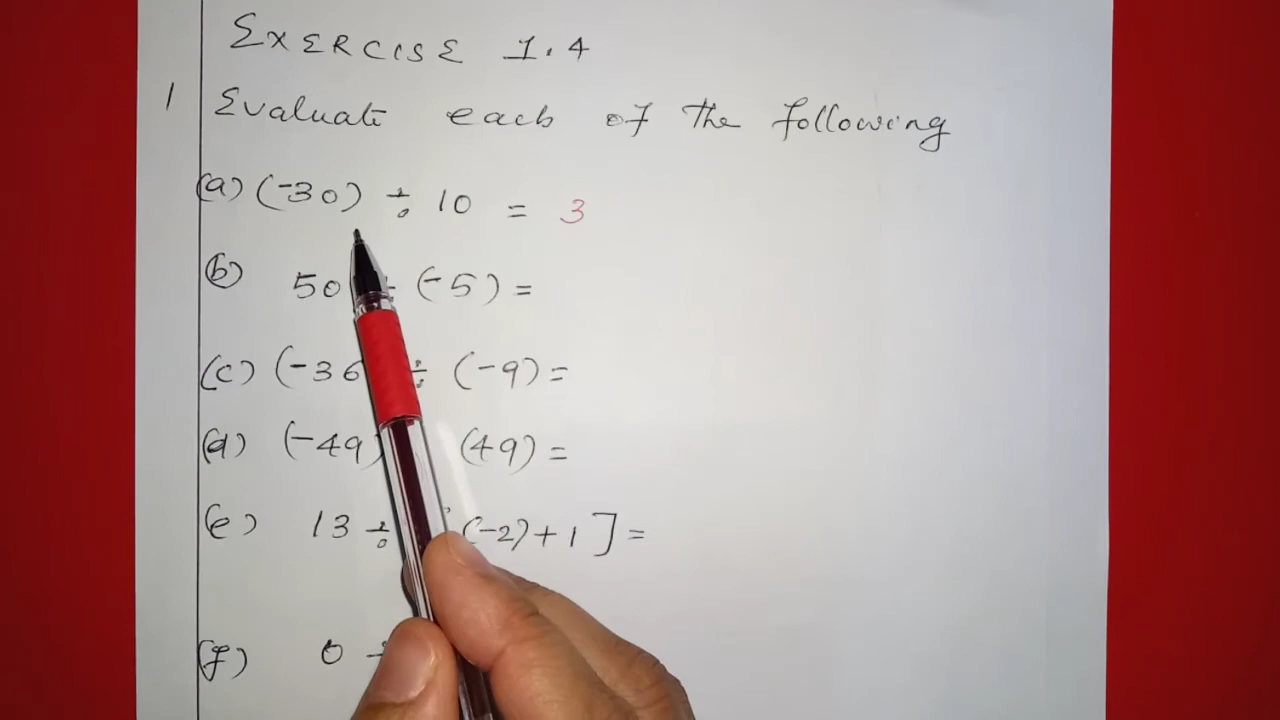 EXERCISE 1.4
1 Evaluate each of the following
(a) (-30) ÷ 10 = 3
(b) 50 ÷ (-5) =
(c) (-36 ÷ (-9) =
(d) (-49) (49) =
(e) 13 ÷ (-2) + 1 ] =
(f) 0 ÷